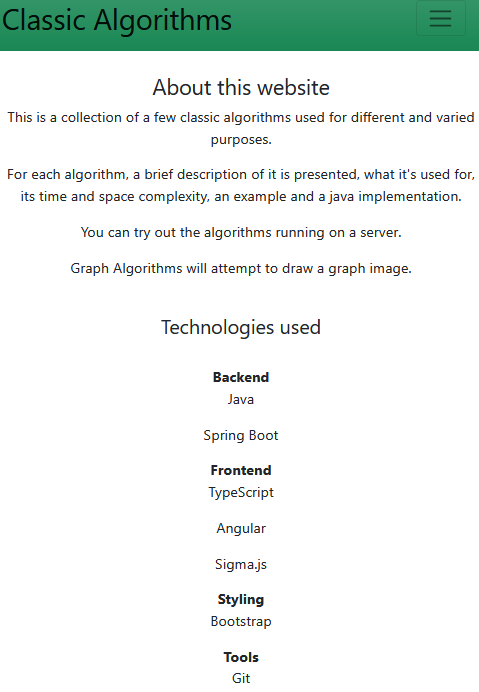 Classic Algorithms
About this website
This is a collection of a few classic algorithms used for different and varied
purposes.
For each algorithm, a brief description of it is presented, what it's used for,
its time and space complexity, an example and a java implementation.
You can try out the algorithms running on a server.
Graph Algorithms will attempt to draw a graph image.
Technologies used
Backend
Java
Spring Boot
Frontend
TypeScript
Angular
Sigma.js
Styling
Bootstrap
Tools
Git